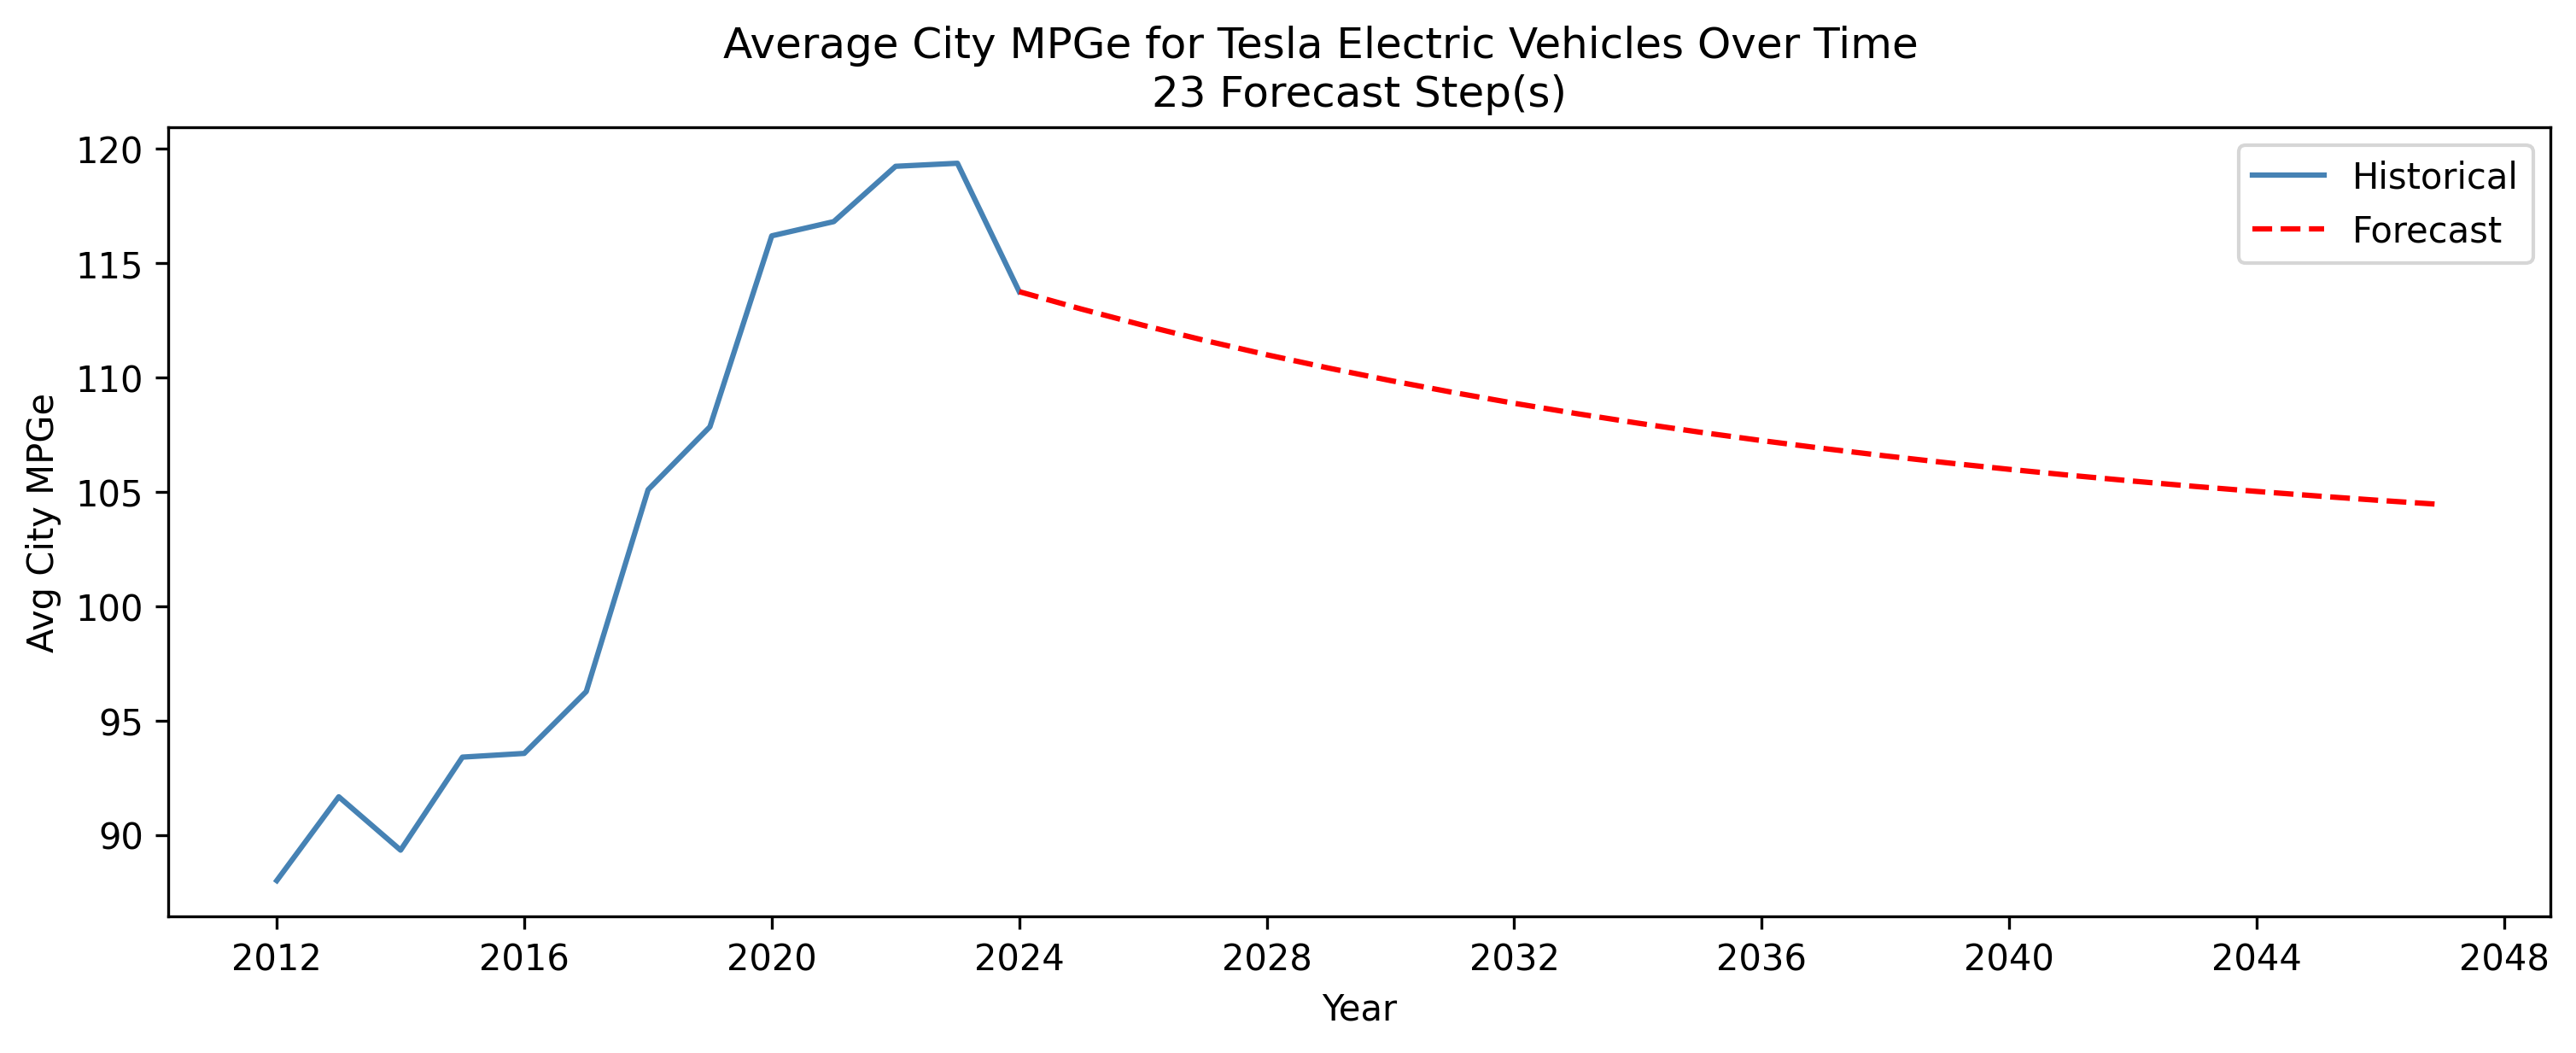 Average City MPGe for Tesla Electric Vehicles Over Time
23 Forecast Step(s)
Historical
Forecast
120
115
110
105
100
95
90
Avg City MPGe
2012 2016 2020 2024 2028 2032 2036 2040 2044 2048
Year